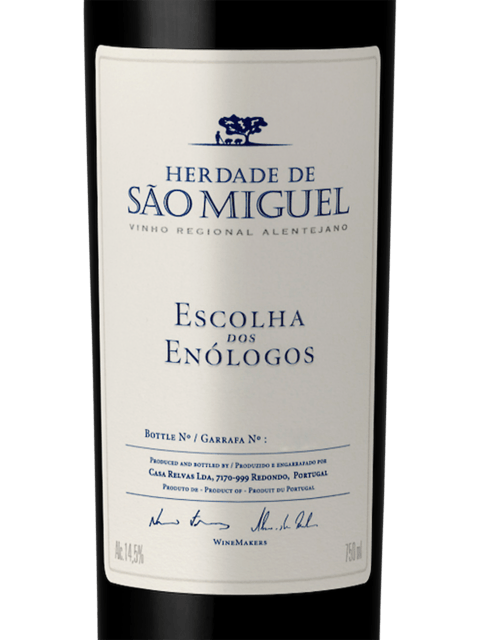 HERDADE DE
SÃO MIGUEL
VINHO REGIONAL ALENTEJANO
ESCOLHA
DOS
ENÓLOGOS
BOTTLE Nº / GARRAFA Nº :
PRODUCED AND BOTTLED BY / PRODUZIDO E ENGARRAFADO POR
CASA RELVAS LDA, 7170-999 REDONDO, PORTUGAL
PRODUTO DE - PRODUCT OF - PRODUIT DU PORTUGAL
WINEMAKERS
Alc. 14,5% 750 ml